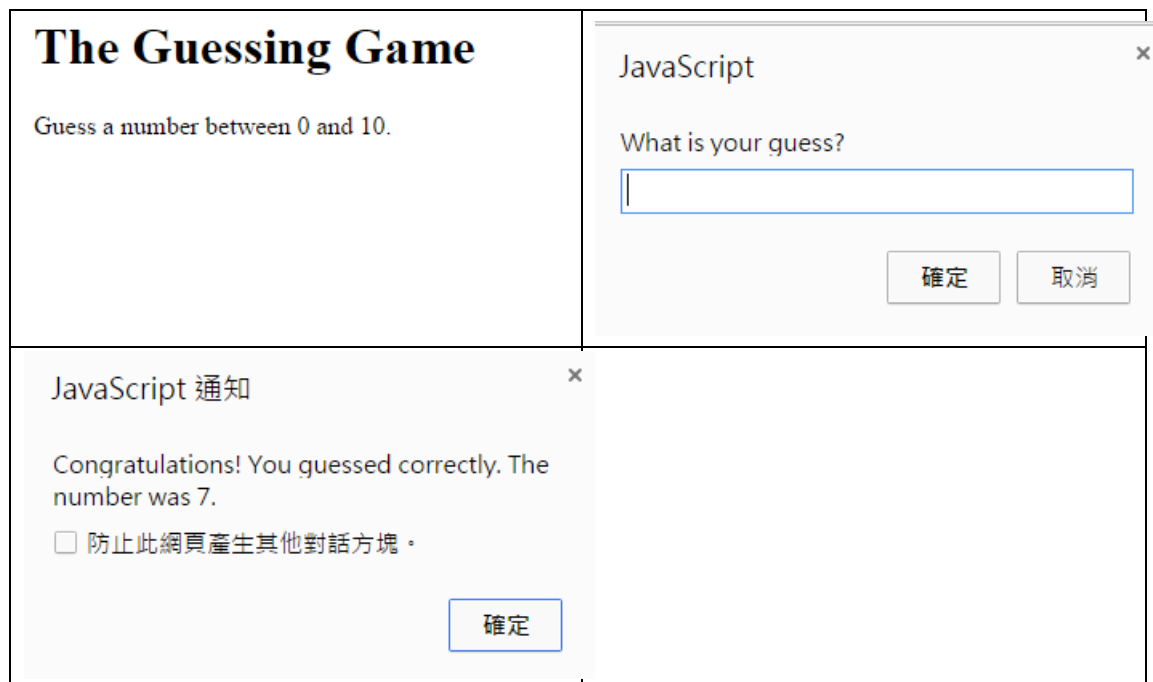 The Guessing Game
Guess a number between 0 and 10.
JavaScript
×
What is your guess?
確定
取消
JavaScript 通知
×
Congratulations! You guessed correctly. The
number was 7.
防止此網頁產生其他對話方塊。
確定